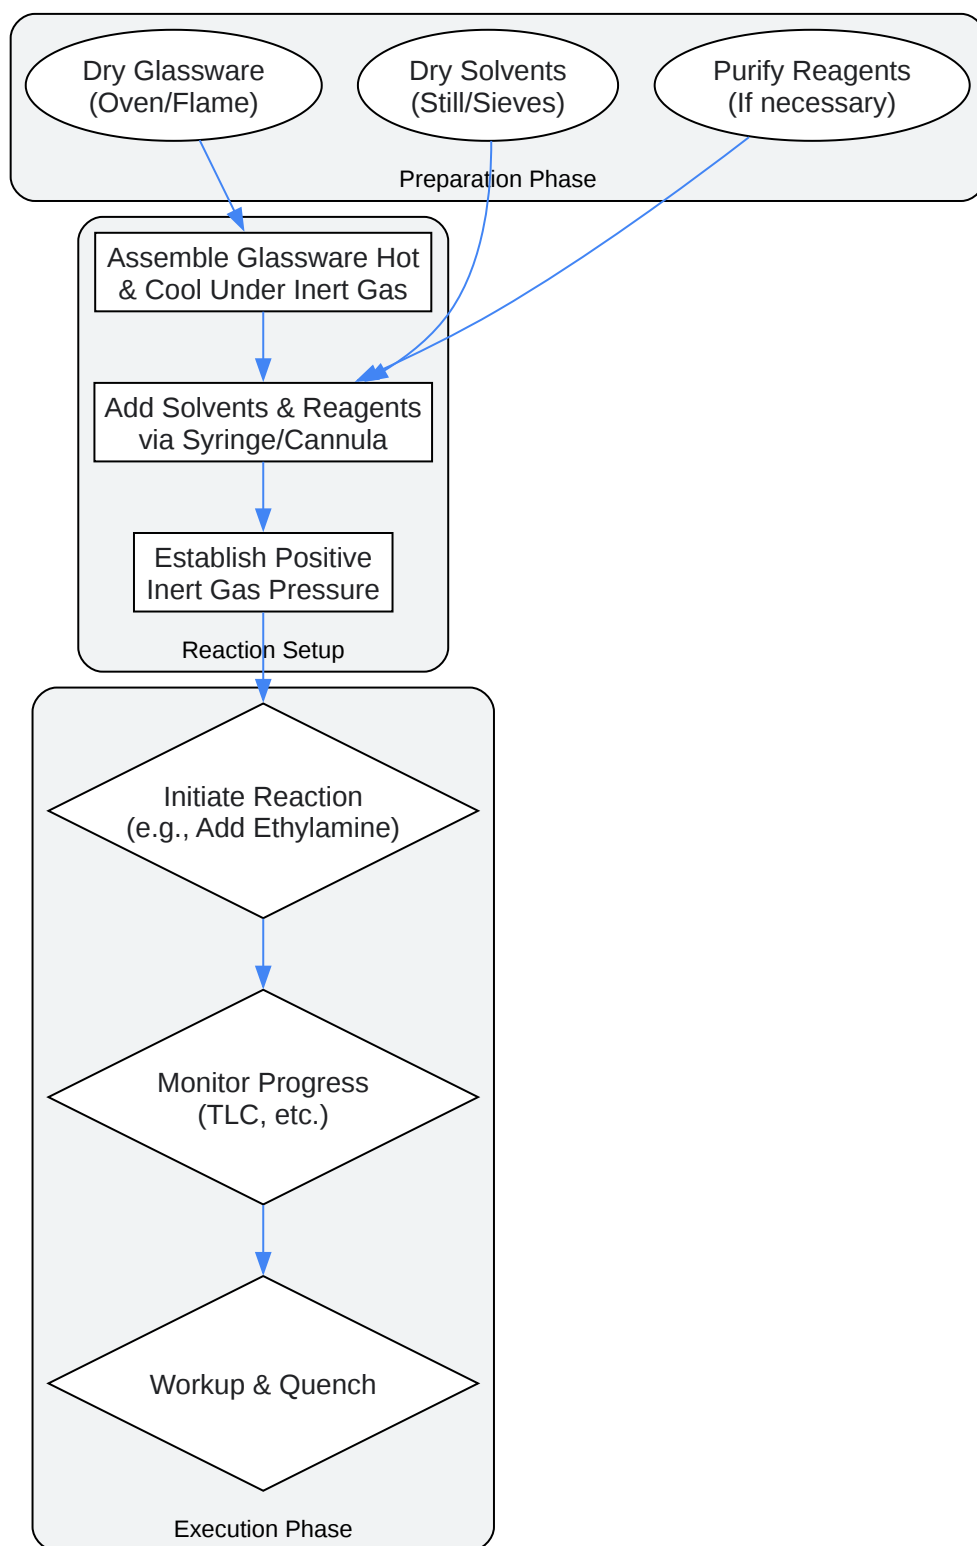 Dry Glassware
(Oven/Flame)
Dry Solvents
(Still/Sieves)
Purify Reagents
(If necessary)
Preparation Phase
Assemble Glassware Hot
& Cool Under Inert Gas
Add Solvents & Reagents
via Syringe/Cannula
Establish Positive
Inert Gas Pressure
Reaction Setup
Initiate Reaction
(e.g., Add Ethylamine)
Monitor Progress
(TLC, etc.)
Workup & Quench
Execution Phase